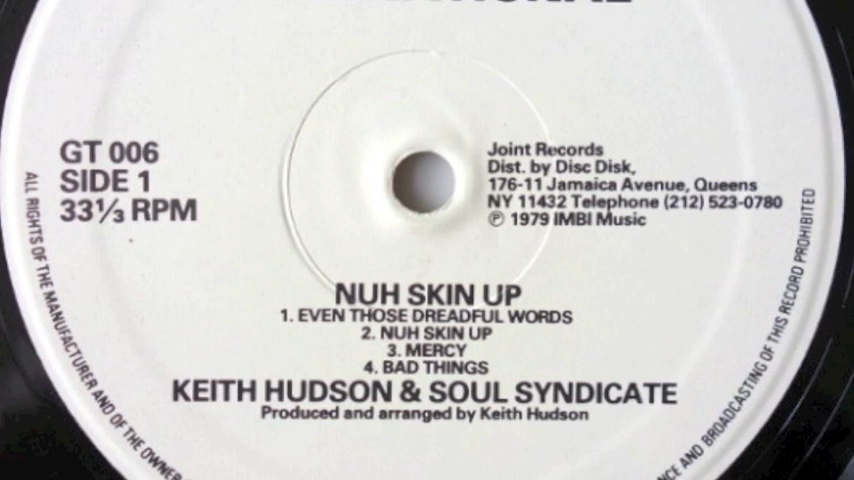 GT 006
SIDE 1
33⅓ RPM
Joint Records
Dist. by Disc Disk,
176-11 Jamaica Avenue, Queens
NY 11432 Telephone (212) 523-0780
℗ 1979 IMBI Music
NUH SKIN UP
1. EVEN THOSE DREADFUL WORDS
2. NUH SKIN UP
3. MERCY
4. BAD THINGS
KEITH HUDSON & SOUL SYNDICATE
Produced and arranged by Keith Hudson
ALL RIGHTS OF THE MANUFACTURER AND OF THE OWNER
AND BROADCASTING OF THIS RECORD PROHIBITED